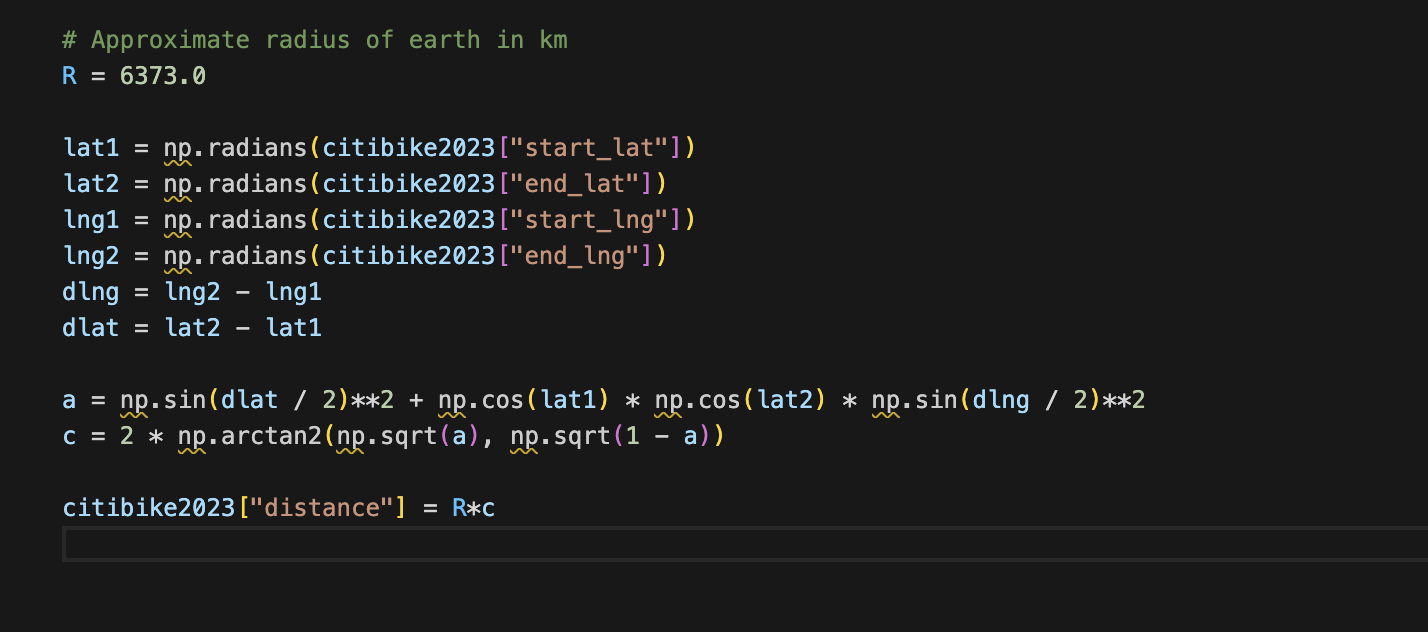 # Approximate radius of earth in km
R = 6373.0
lat1 = np.radians(citibike2023["start_lat"])
lat2 = np.radians(citibike2023["end_lat"])
lng1 = np.radians(citibike2023["start_lng"])
lng2 = np.radians(citibike2023["end_lng"])
dlng = lng2 - lng1
dlat = lat2 - lat1
a = np.sin(dlat / 2)**2 + np.cos(lat1) * np.cos(lat2) * np.sin(dlng / 2)**2
c = 2 * np.arctan2(np.sqrt(a), np.sqrt(1 - a))
citibike2023["distance"] = R*c